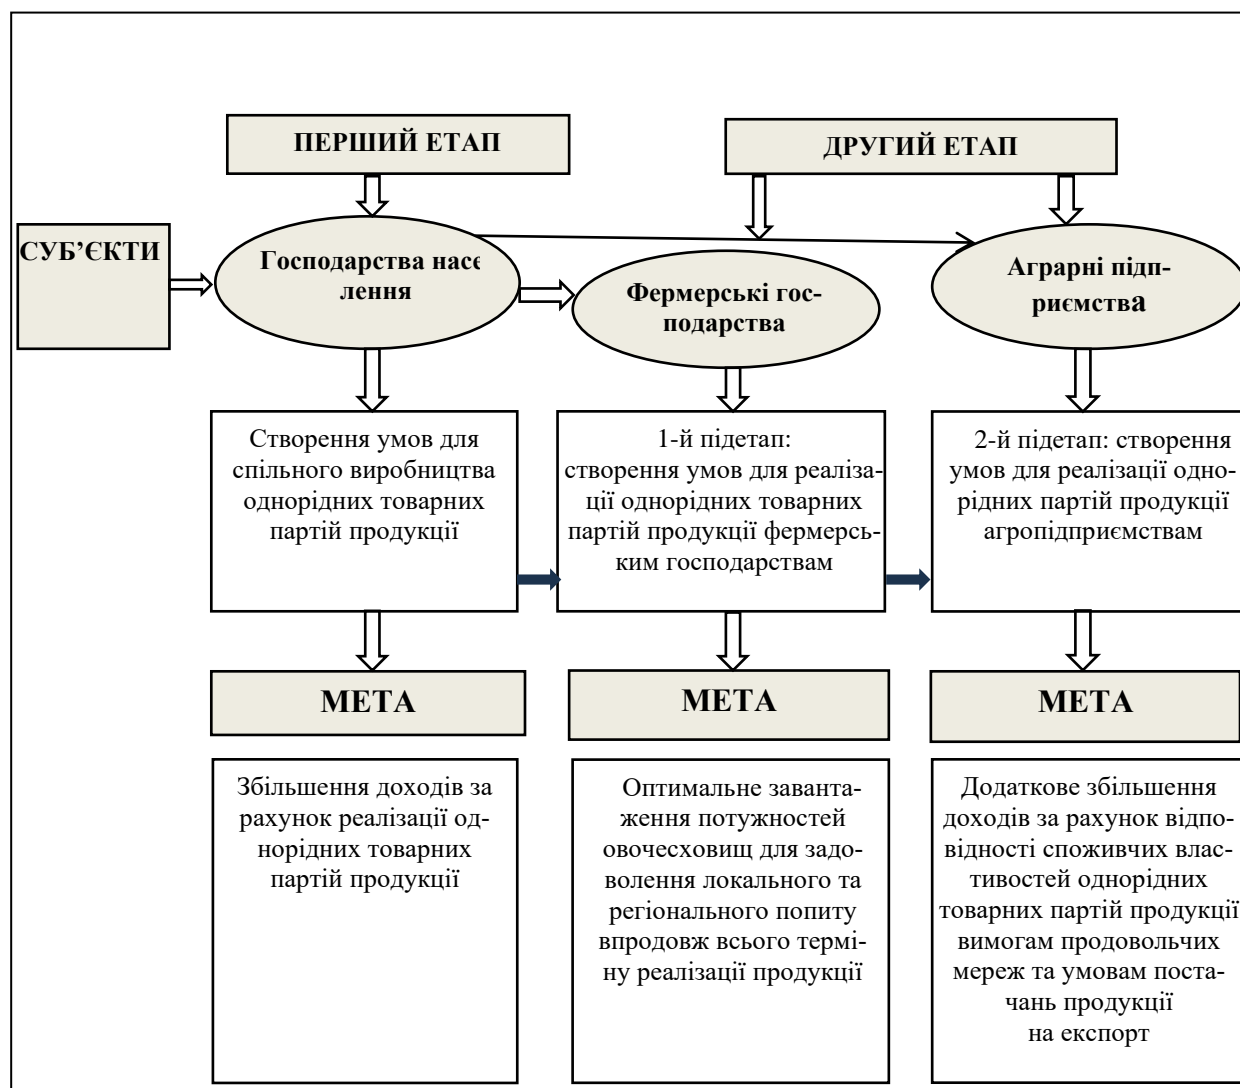 ПЕРШИЙ ЕТАП
ДРУГИЙ ЕТАП
СУБ’ЄКТИ
Господарства насе
лення
Фермерські гос-
подарства
Аграрні підп-
риємства
Створення умов для
спільного виробництва
однорідних товарних
партій продукції
1-й підетап:
створення умов для реаліза-
ції однорідних товарних
партій продукції фермерсь-
ким господарствам
2-й підетап: створення
умов для реалізації одно-
рідних партій продукції
агропідприємствам
МЕТА
МЕТА
МЕТА
Збільшення доходів за
рахунок реалізації од-
норідних товарних
партій продукції
Оптимальне заванта-
ження потужностей
овочесховищ для задо-
волення локального та
регіонального попиту
впродовж всього термі-
ну реалізації продукції
Додаткове збільшення
доходів за рахунок відпо-
відності споживчих влас-
тивостей однорідних
товарних партій продукції
вимогам продовольчих
мереж та умовам поста-
чань продукції
на експорт